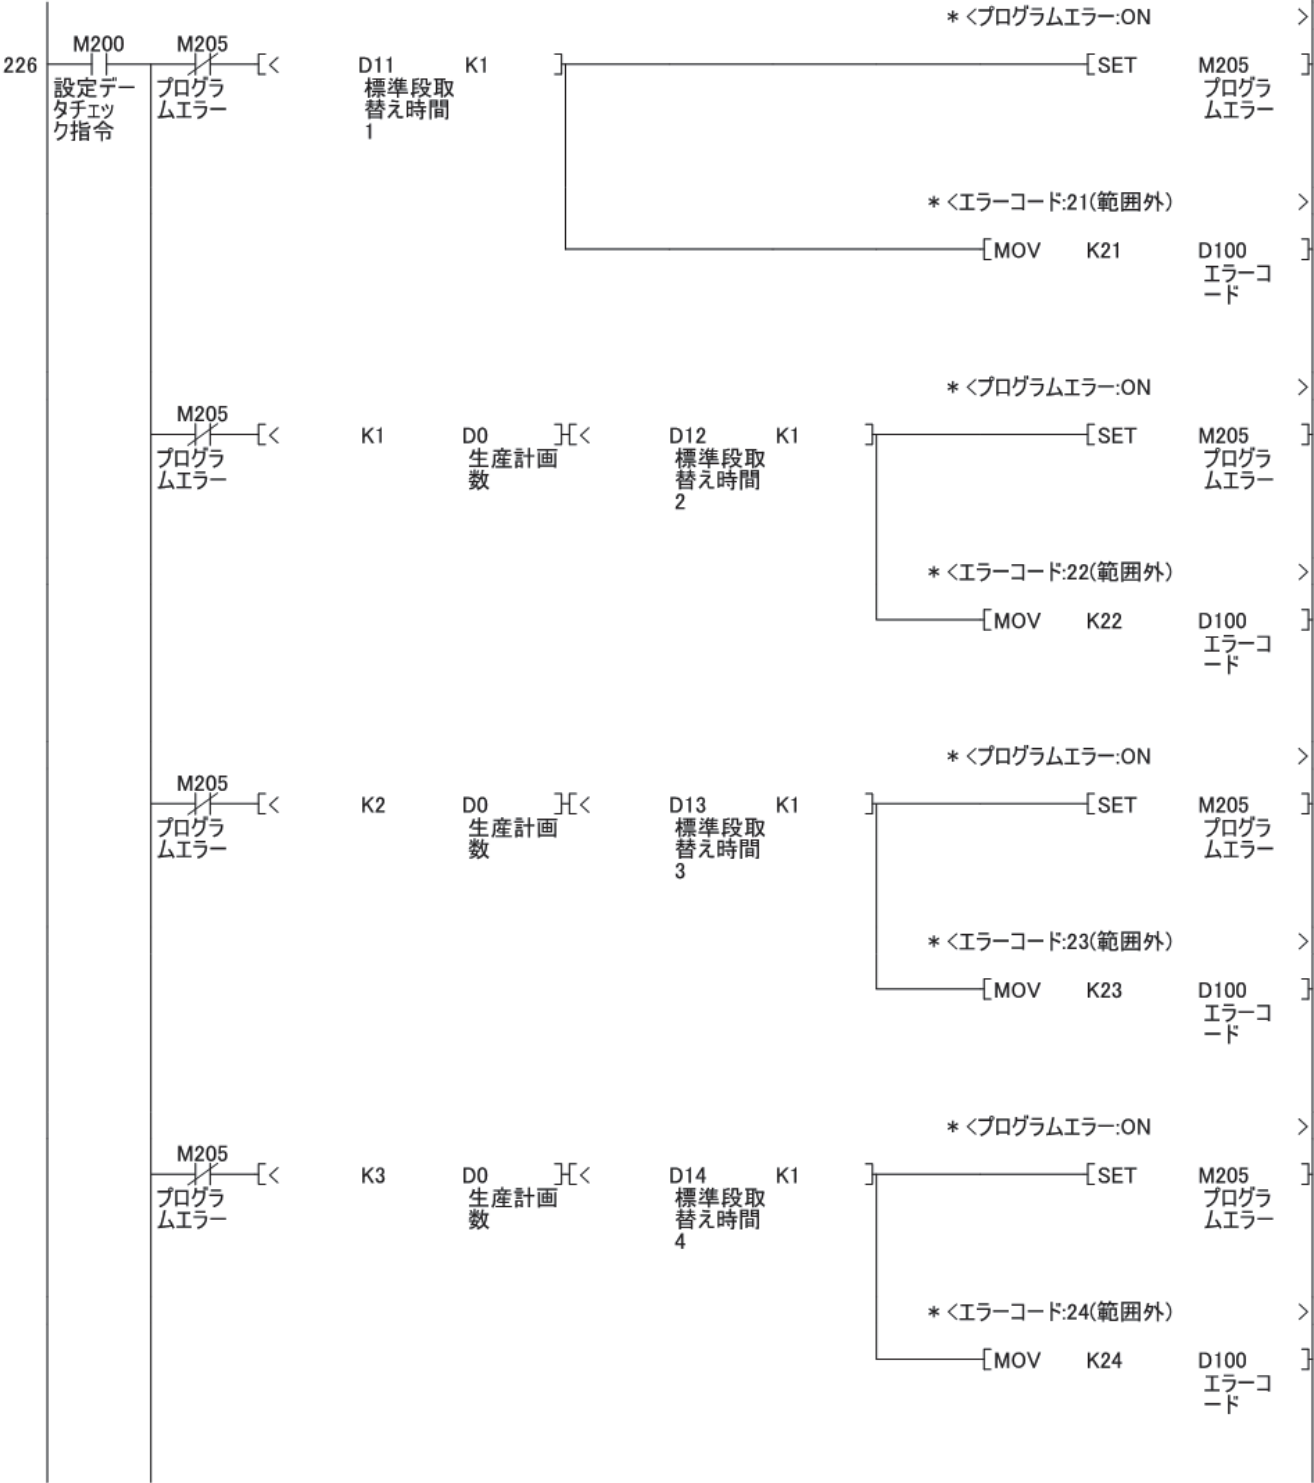 * <プログラムエラー:ON >
M200 M205
226 [< D11 K1 ] [SET M205 ]
設定デー プログラ 標準段取 プログラ
タチェッ ムエラー 替え時間 ムエラー
ク指令 1
* <エラーコード:21(範囲外) >
[MOV K21 D100 ]
エラーコ
ード
* <プログラムエラー:ON >
M205
[< K1 D0 ][< D12 K1 ] [SET M205 ]
プログラ 生産計画 標準段取 プログラ
ムエラー 数 替え時間 ムエラー
2
* <エラーコード:22(範囲外) >
[MOV K22 D100 ]
エラーコ
ード
* <プログラムエラー:ON >
M205
[< K2 D0 ][< D13 K1 ] [SET M205 ]
プログラ 生産計画 標準段取 プログラ
ムエラー 数 替え時間 ムエラー
3
* <エラーコード:23(範囲外) >
[MOV K23 D100 ]
エラーコ
ード
* <プログラムエラー:ON >
M205
[< K3 D0 ][< D14 K1 ] [SET M205 ]
プログラ 生産計画 標準段取 プログラ
ムエラー 数 替え時間 ムエラー
4
* <エラーコード:24(範囲外) >
[MOV K24 D100 ]
エラーコ
ード